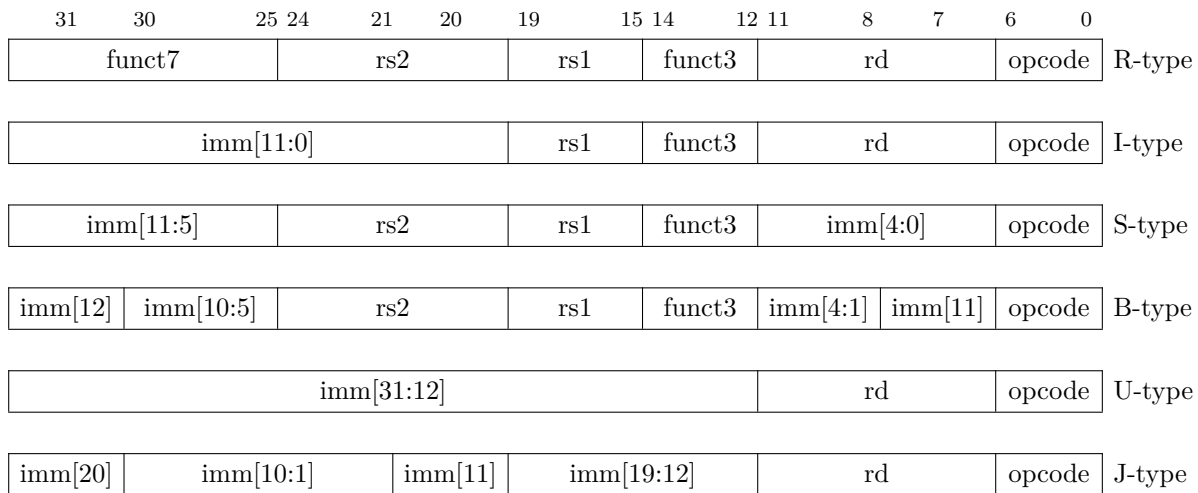 31 30 25 24 21 20 19 15 14 12 11 8 7 6 0
funct7 rs2 rs1 funct3 rd opcode R-type
imm[11:0] rs1 funct3 rd opcode I-type
imm[11:5] rs2 rs1 funct3 imm[4:0] opcode S-type
imm[12] imm[10:5] rs2 rs1 funct3 imm[4:1] imm[11] opcode B-type
imm[31:12] rd opcode U-type
imm[20] imm[10:1] imm[11] imm[19:12] rd opcode J-type